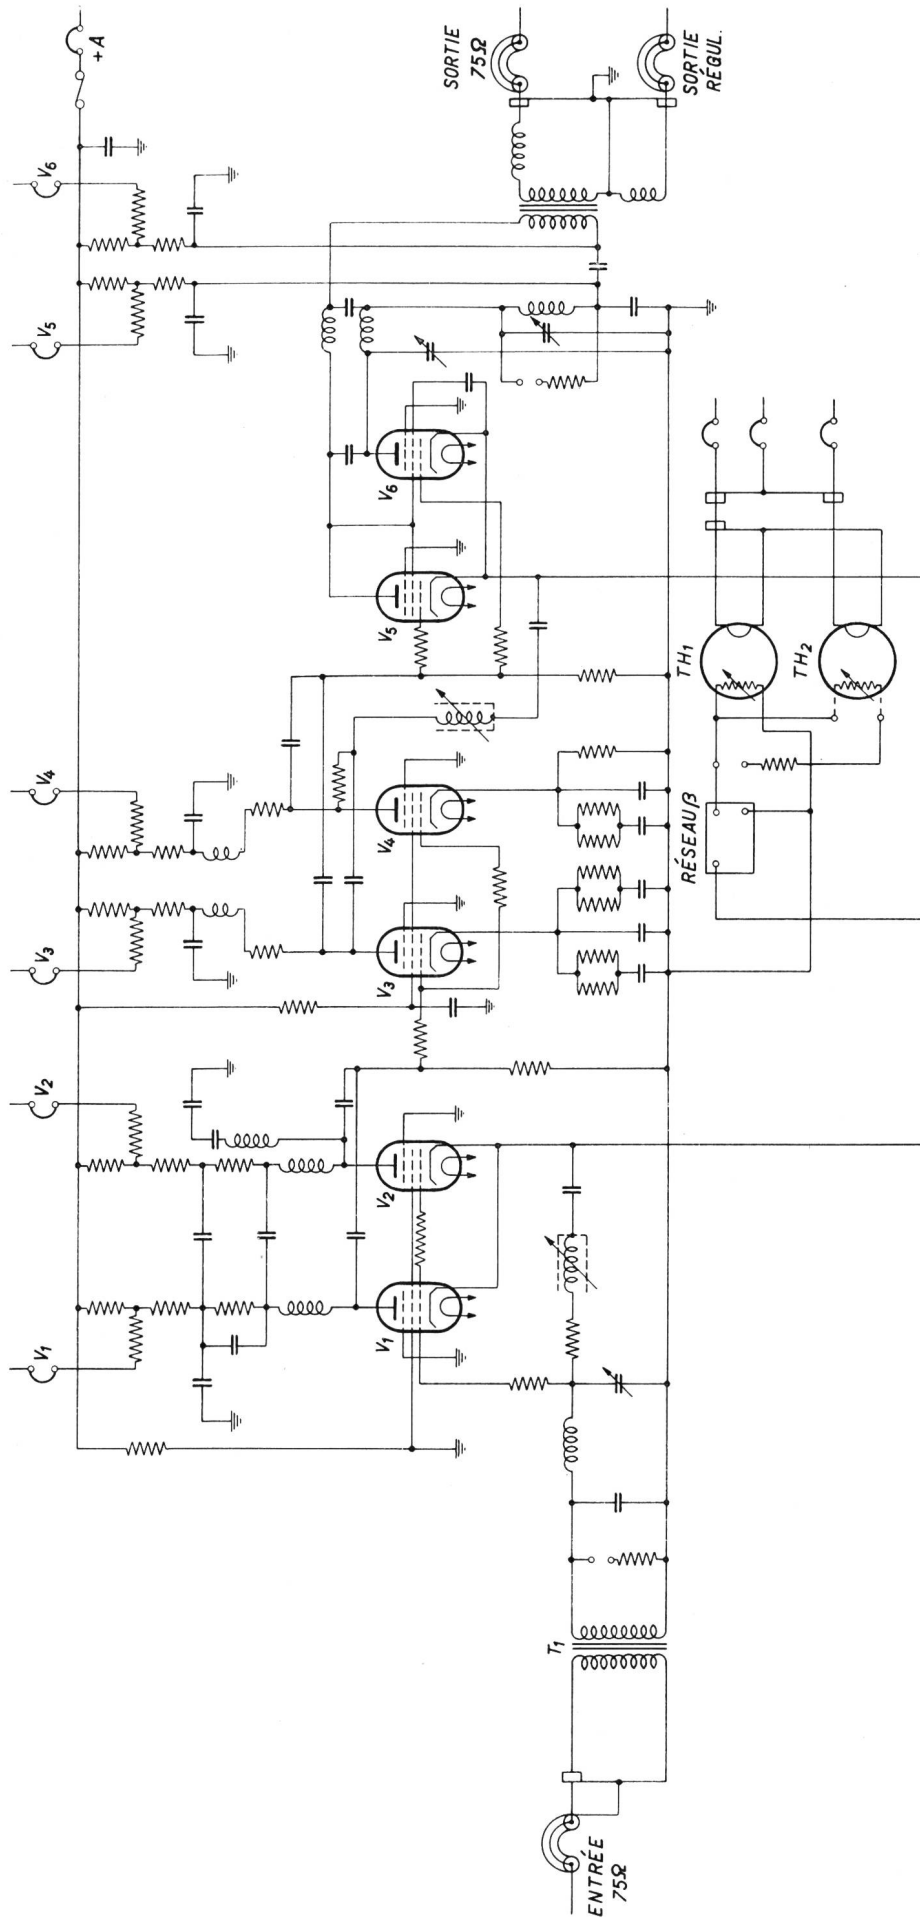 V1
V2
V3
V4
V5
V6
+A
SORTIE
75Ω
SORTIE
RÉGUL.
V1
V2
V3
V4
V5
V6
T1
ENTRÉE
75Ω
RÉSEAU β
TH1
TH2